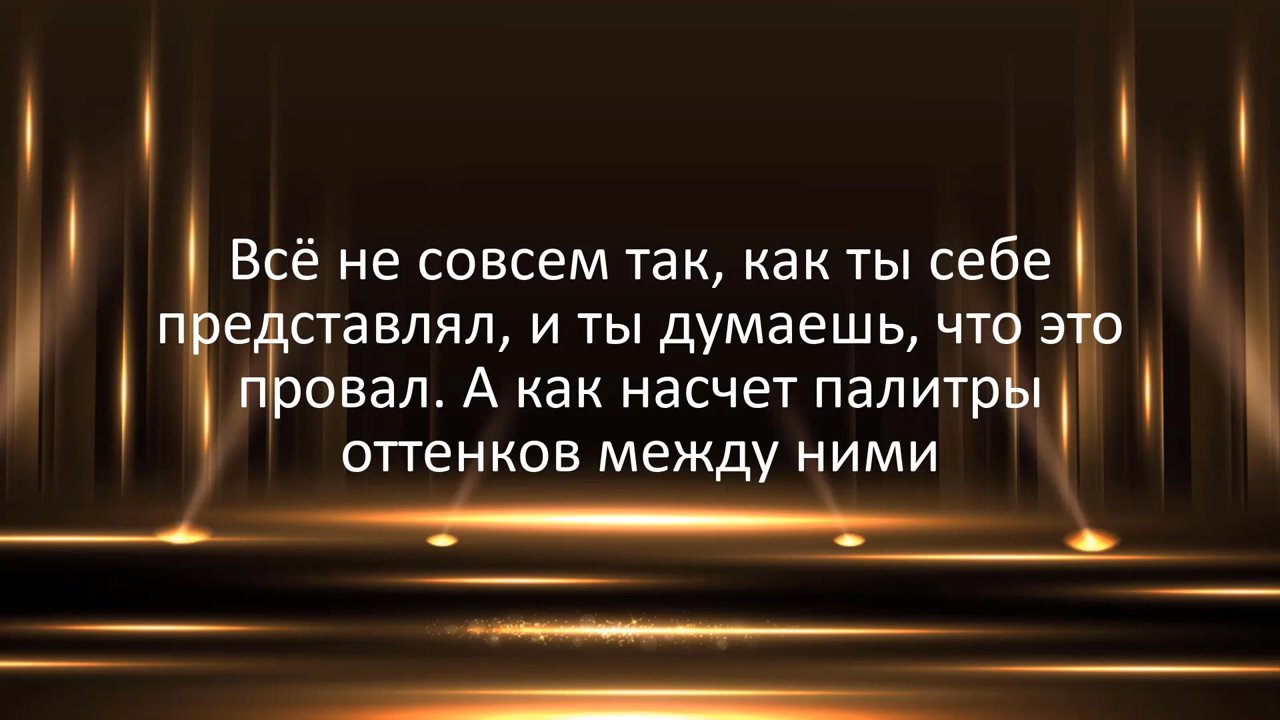 Всё не совсем так, как ты себе
представлял, и ты думаешь, что это
провал. А как насчет палитры
оттенков между ними